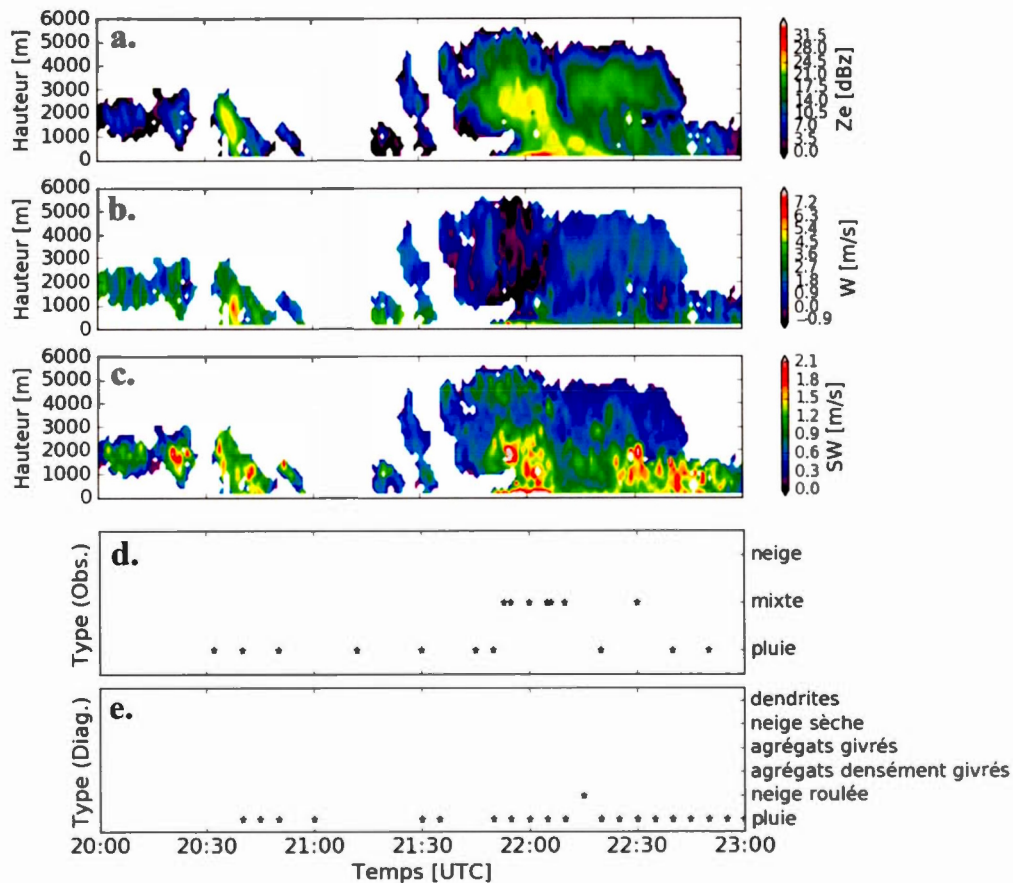 a.
Hauteur [m]
6000
5000
4000
3000
2000
1000
0
31.5
28.0
24.5
21.0
17.5
14.0
10.5
7.0
3.5
0.0
Ze [dBz]
b.
Hauteur [m]
6000
5000
4000
3000
2000
1000
0
7.2
6.3
5.4
4.5
3.6
2.7
1.8
0.9
0.0
−0.9
W [m/s]
c.
Hauteur [m]
6000
5000
4000
3000
2000
1000
0
2.1
1.8
1.5
1.2
0.9
0.6
0.3
0.0
SW [m/s]
d.
Type (Obs.)
neige
mixte
pluie
e.
Type (Diag.)
dendrites
neige sèche
agrégats givrés
agrégats densément givrés
neige roulée
pluie
20:00 20:30 21:00 21:30 22:00 22:30 23:00
Temps [UTC]